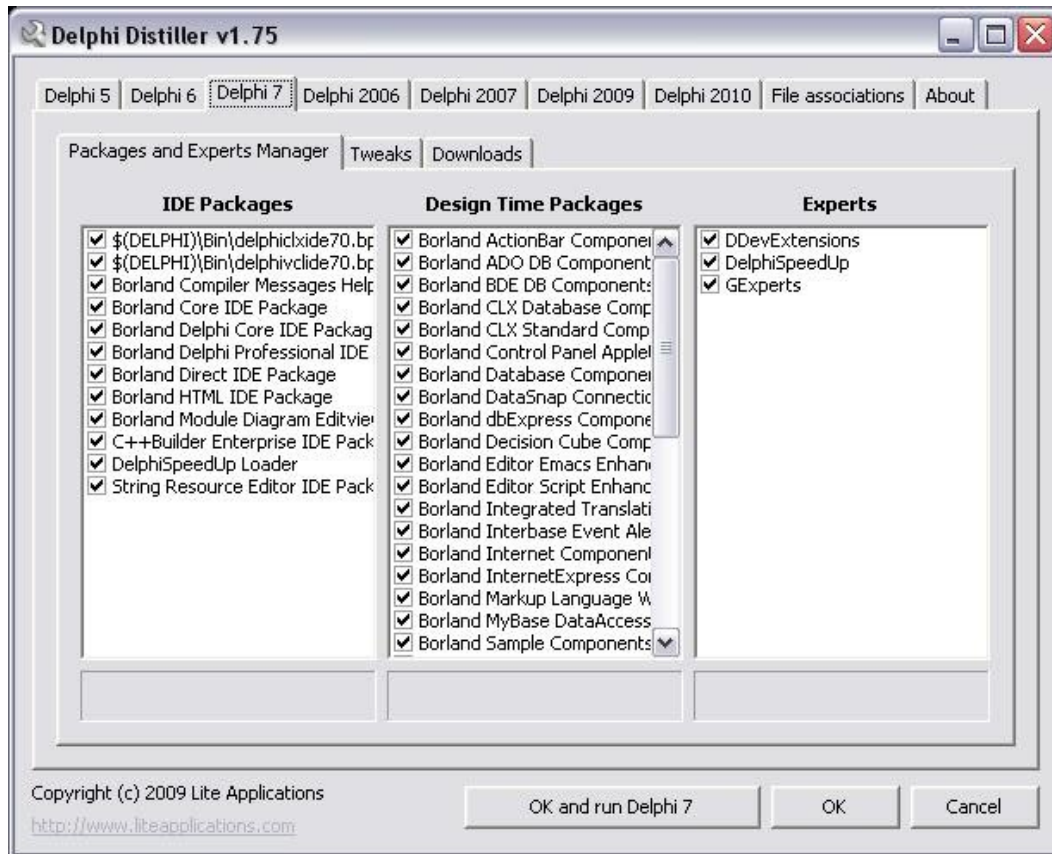 Delphi Distiller v1.75
Delphi 5 Delphi 6 Delphi 7 Delphi 2006 Delphi 2007 Delphi 2009 Delphi 2010 File associations About
Packages and Experts Manager Tweaks Downloads
IDE Packages
$(DELPHI)\Bin\delphiclxide70.bp
$(DELPHI)\Bin\delphivclide70.bp
Borland Compiler Messages Help
Borland Core IDE Package
Borland Delphi Core IDE Packag
Borland Delphi Professional IDE
Borland Direct IDE Package
Borland HTML IDE Package
Borland Module Diagram Editvie
C++Builder Enterprise IDE Pack
DelphiSpeedUp Loader
String Resource Editor IDE Pack
Design Time Packages
Borland ActionBar Componen
Borland ADO DB Component
Borland BDE DB Components
Borland CLX Database Comp
Borland CLX Standard Comp
Borland Control Panel Applet
Borland Database Componen
Borland DataSnap Connectic
Borland dbExpress Compone
Borland Decision Cube Comp
Borland Editor Emacs Enhan
Borland Editor Script Enhanc
Borland Integrated Translati
Borland Interbase Event Ale
Borland Internet Component
Borland InternetExpress Co
Borland Markup Language W
Borland MyBase DataAccess
Borland Sample Components
Experts
DDevExtensions
DelphiSpeedUp
GExperts
Copyright (c) 2009 Lite Applications
http://www.liteapplications.com
OK and run Delphi 7 OK Cancel